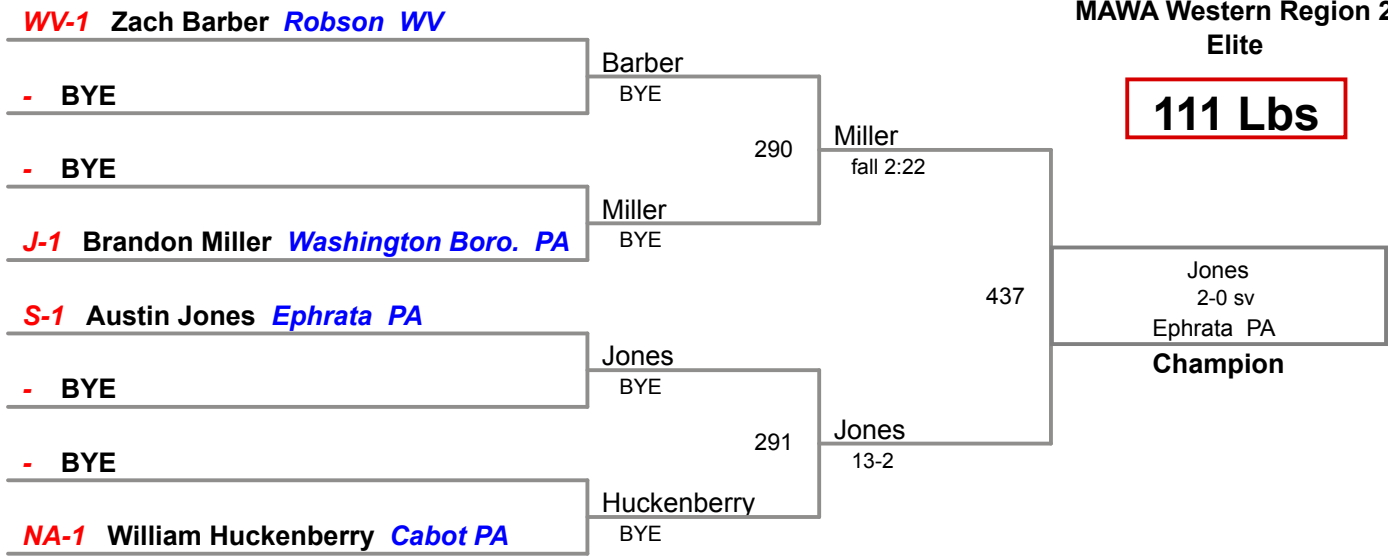 WV-1 Zach Barber Robson WV
- BYE
- BYE
J-1 Brandon Miller Washington Boro. PA
S-1 Austin Jones Ephrata PA
- BYE
- BYE
NA-1 William Huckenberry Cabot PA
Barber
BYE
Miller
BYE
Jones
BYE
Huckenberry
BYE
290
291
Miller
fall 2:22
Jones
13-2
437
MAWA Western Region 2
Elite
111 Lbs
Jones
2-0 sv
Ephrata PA
Champion